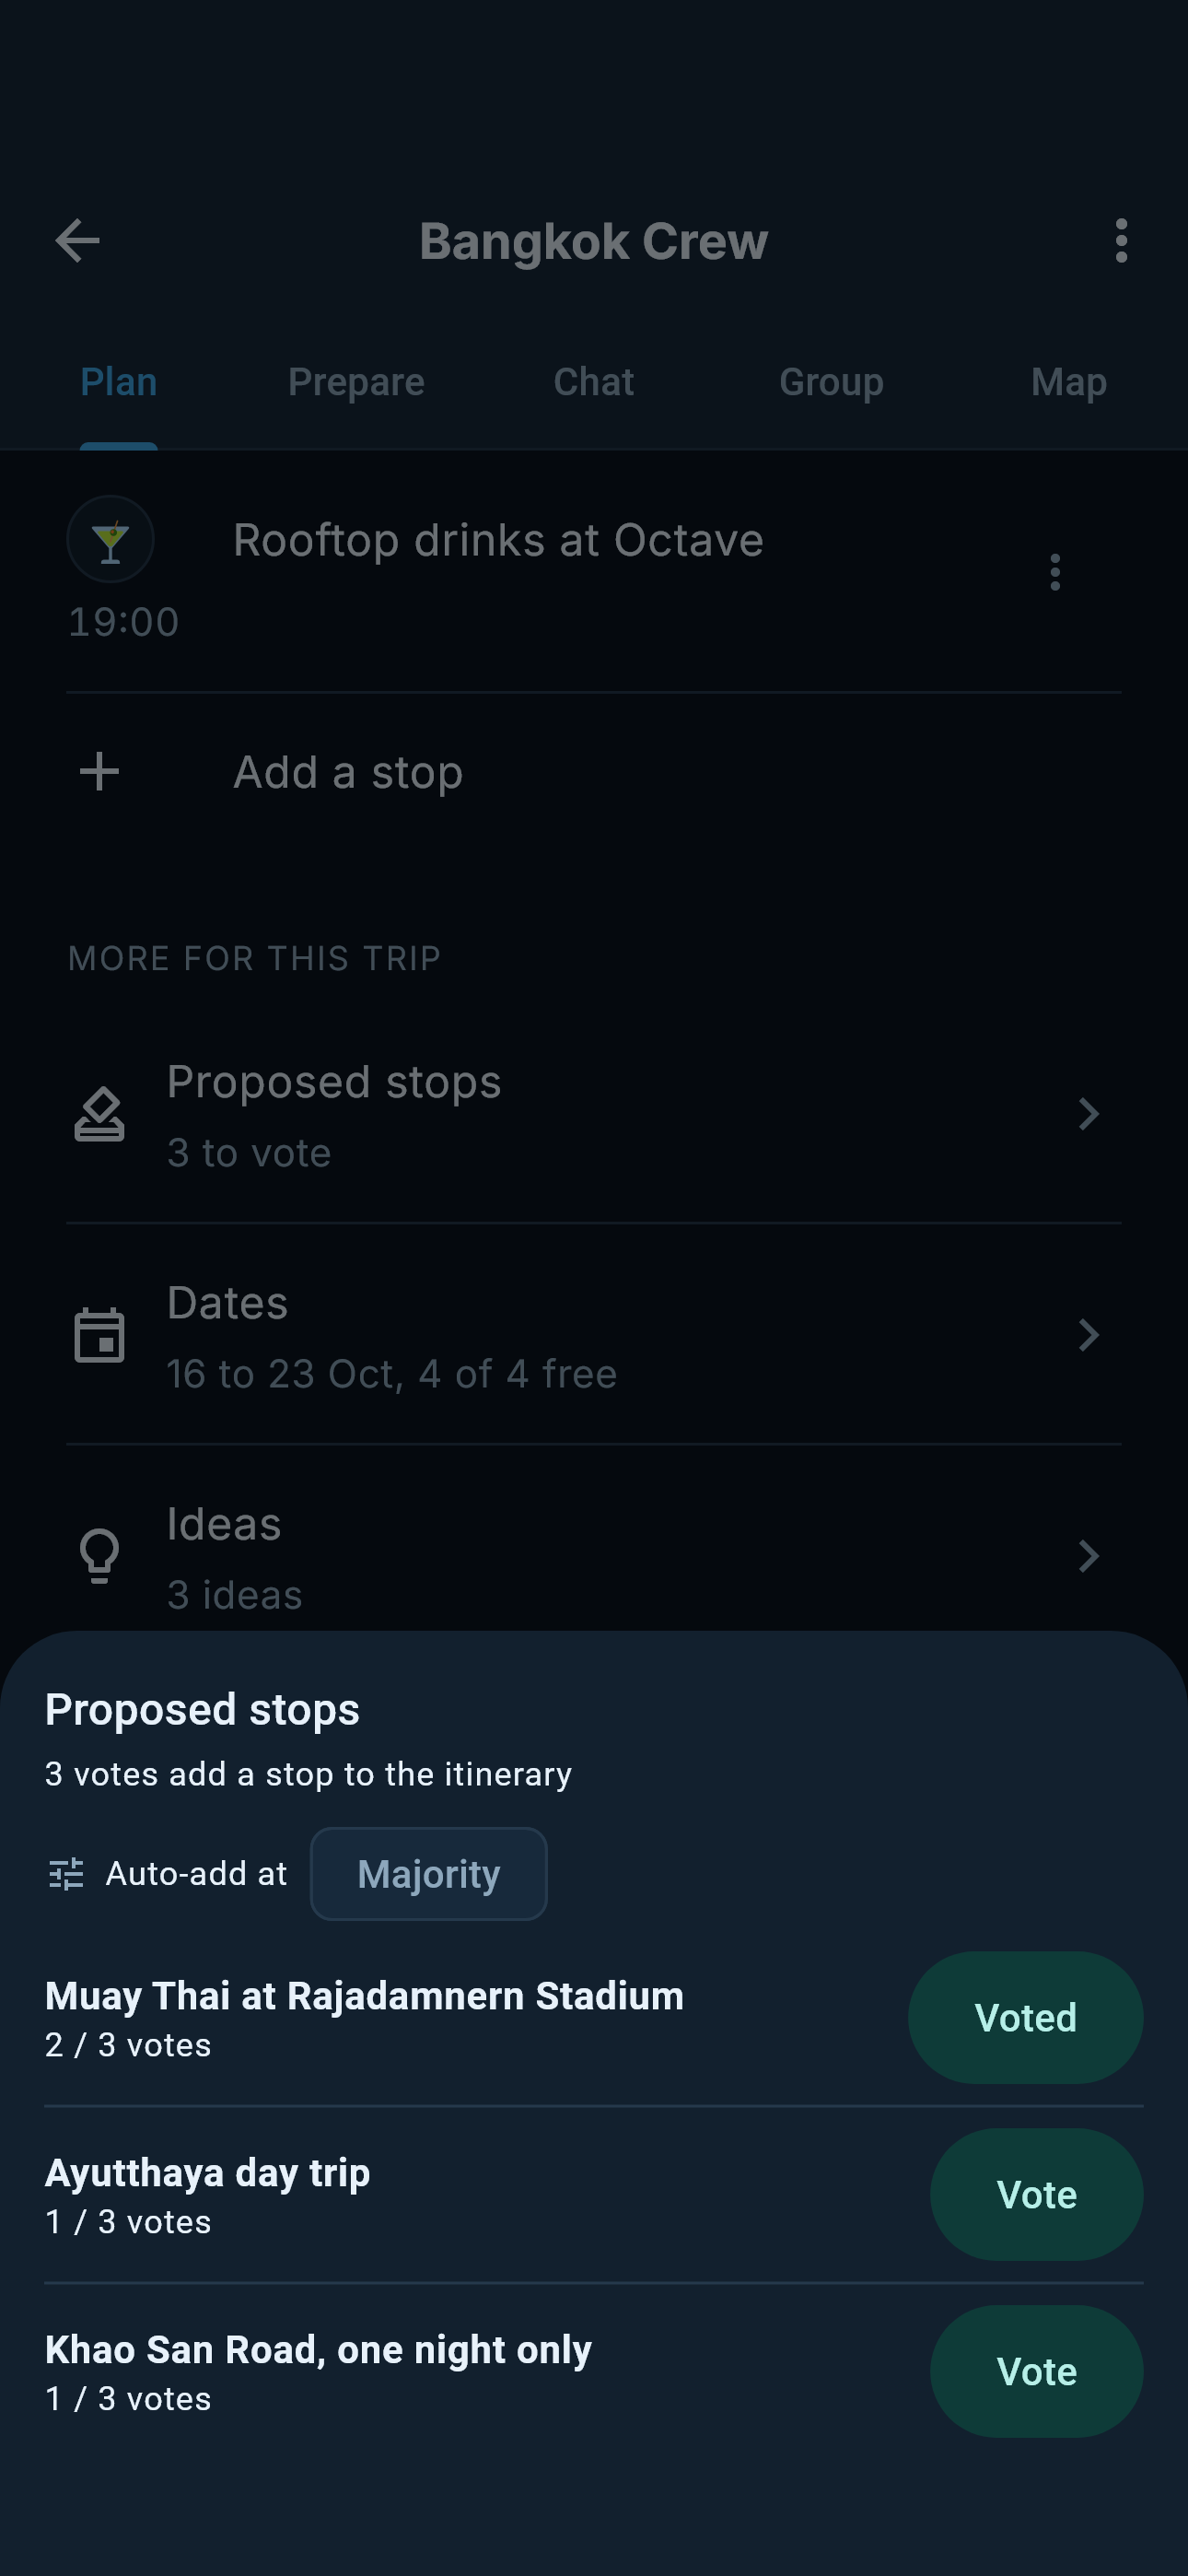 Bangkok Crew
Plan
Prepare
Chat
Group
Map
Rooftop drinks at Octave
19:00
Add a stop
MORE FOR THIS TRIP
Proposed stops
3 to vote
Dates
16 to 23 Oct, 4 of 4 free
Ideas
3 ideas
Proposed stops
3 votes add a stop to the itinerary
Auto-add at
Majority
Muay Thai at Rajadamnern Stadium
2 / 3 votes
Voted
Ayutthaya day trip
1 / 3 votes
Vote
Khao San Road, one night only
1 / 3 votes
Vote